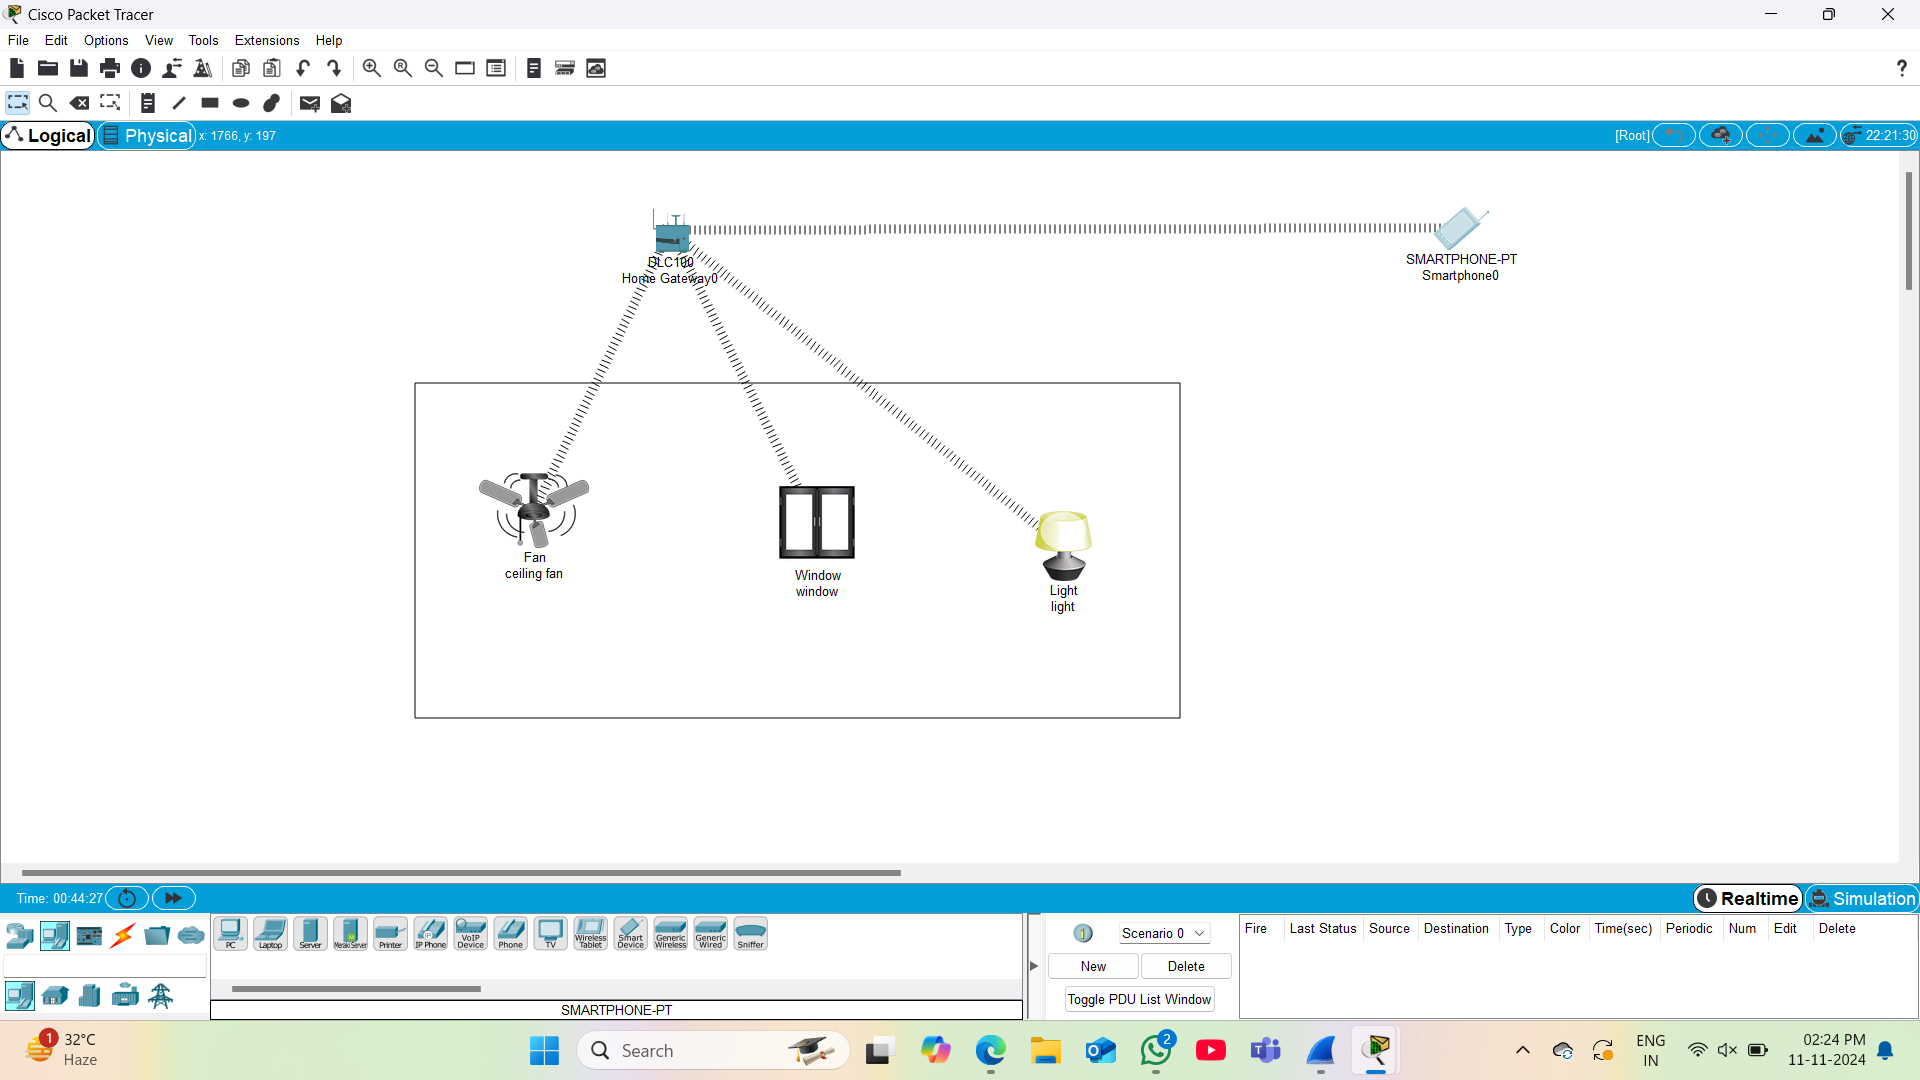 Cisco Packet Tracer
File Edit Options View Tools Extensions Help
Logical Physical x: 1766, y: 197 [Root] 22:21:30
DLC100
Home Gateway0
SMARTPHONE-PT
Smartphone0
Fan
ceiling fan
Window
window
Light
light
Time: 00:44:27 Realtime Simulation
PC Laptop Server Meraki Server Printer IP Phone VoIP Device Phone TV Wireless Tablet Smart Device Generic Wireless Generic Wired Sniffer
SMARTPHONE-PT
Scenario 0
New Delete
Toggle PDU List Window
Fire Last Status Source Destination Type Color Time(sec) Periodic Num Edit Delete
1 32°C
Haze
Search
2
ENG
IN
02:24 PM
11-11-2024